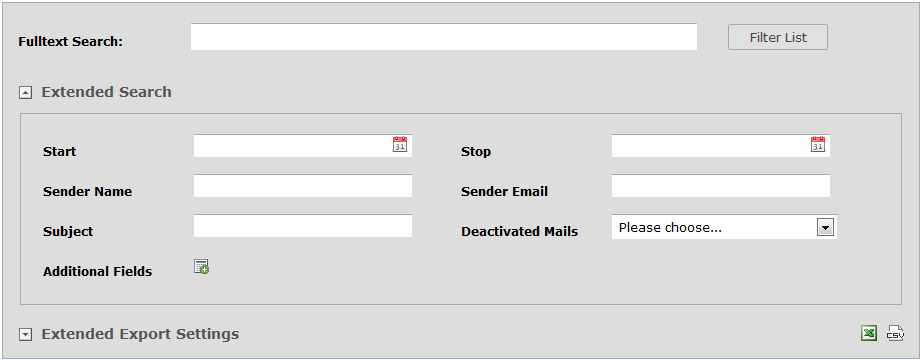 Fulltext Search: Filter List
Extended Search
Start 31 Stop 31
Sender Name Sender Email
Subject Deactivated Mails Please choose...
Additional Fields
Extended Export Settings CSV